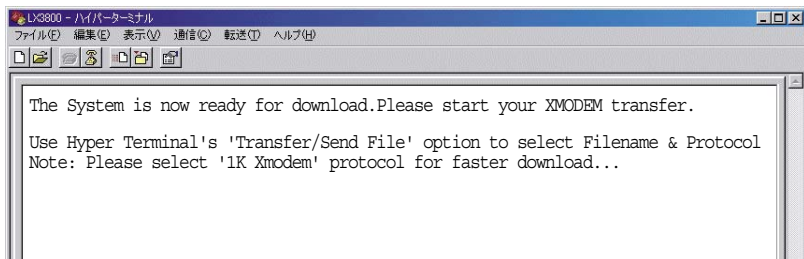 LX3800 - ハイパーターミナル
ファイル(F) 編集(E) 表示(V) 通信(C) 転送(T) ヘルプ(H)
The System is now ready for download.Please start your XMODEM transfer.
Use Hyper Terminal's 'Transfer/Send File' option to select Filename & Protocol
Note: Please select '1K Xmodem' protocol for faster download...